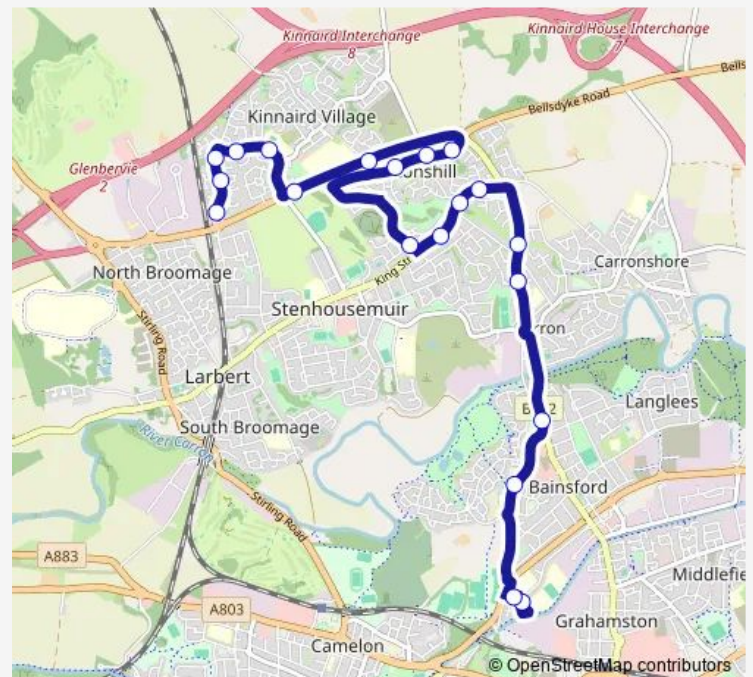 Kinnaird Interchange
8
Kinnaird House Interchange
7
Kinnaird Village
Bellsdyke Road
Bells
Glenbervie
2
onshill
North Broomage
King Str
Carronshore
Stirling Road
Stenhousemuir
rron
Larbert
Langlees
South Broomage
River Carron
Bainsford
Stirling Road
A883
Middlefie
A803
Grahamston
Camelon
© OpenStreetMap contributors